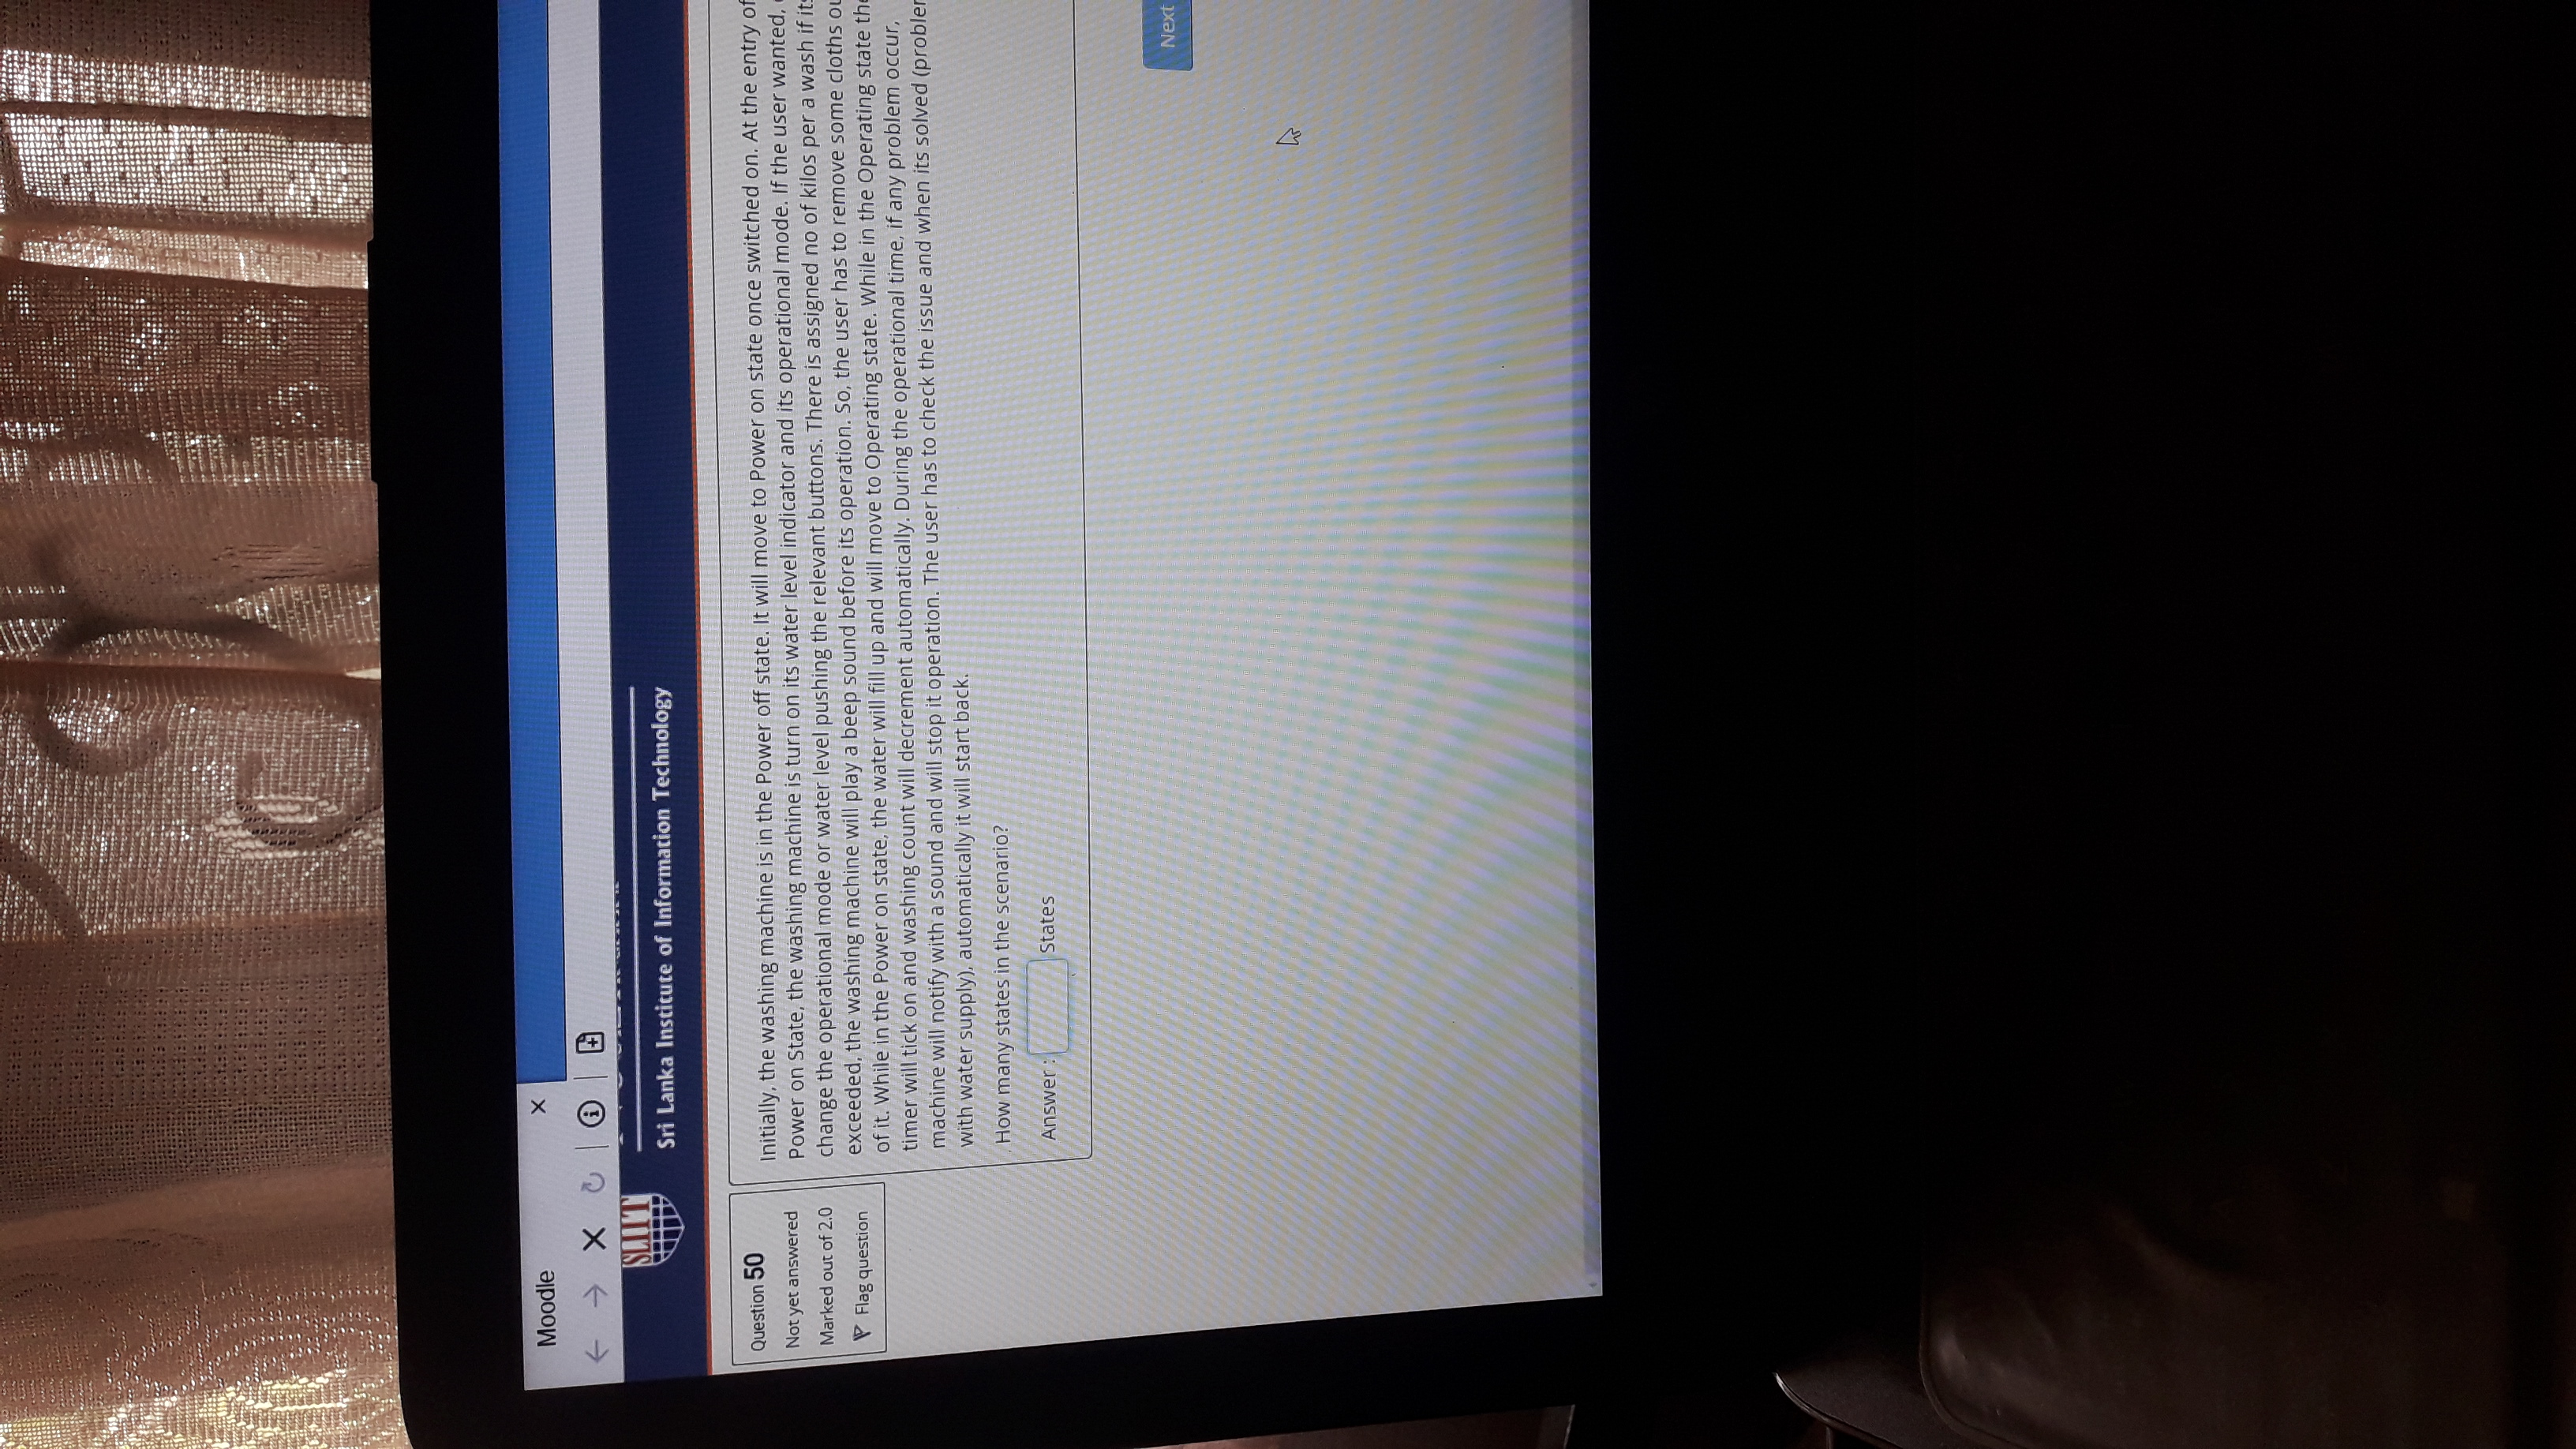 Moodle
SLIIT
Sri Lanka Institute of Information Technology
Question 50
Not yet answered
Marked out of 2.0
Flag question
Initially, the washing machine is in the Power off state. It will move to Power on state once switched on. At the entry of
Power on State, the washing machine is turn on its water level indicator and its operational mode. If the user wanted,
change the operational mode or water level pushing the relevant buttons. There is assigned no of kilos per a wash if its
exceeded, the washing machine will play a beep sound before its operation. So, the user has to remove some cloths
of it. While in the Power on state, the water will fill up and will move to Operating state. While in the Operating state
timer will tick on and washing count will decrement automatically. During the operational time, if any problem occur,
machine will notify with a sound and will stop it operation. The user has to check the issue and when its solved
with water supply), automatically it will start back.
How many states in the scenario?
Answer : States
Next